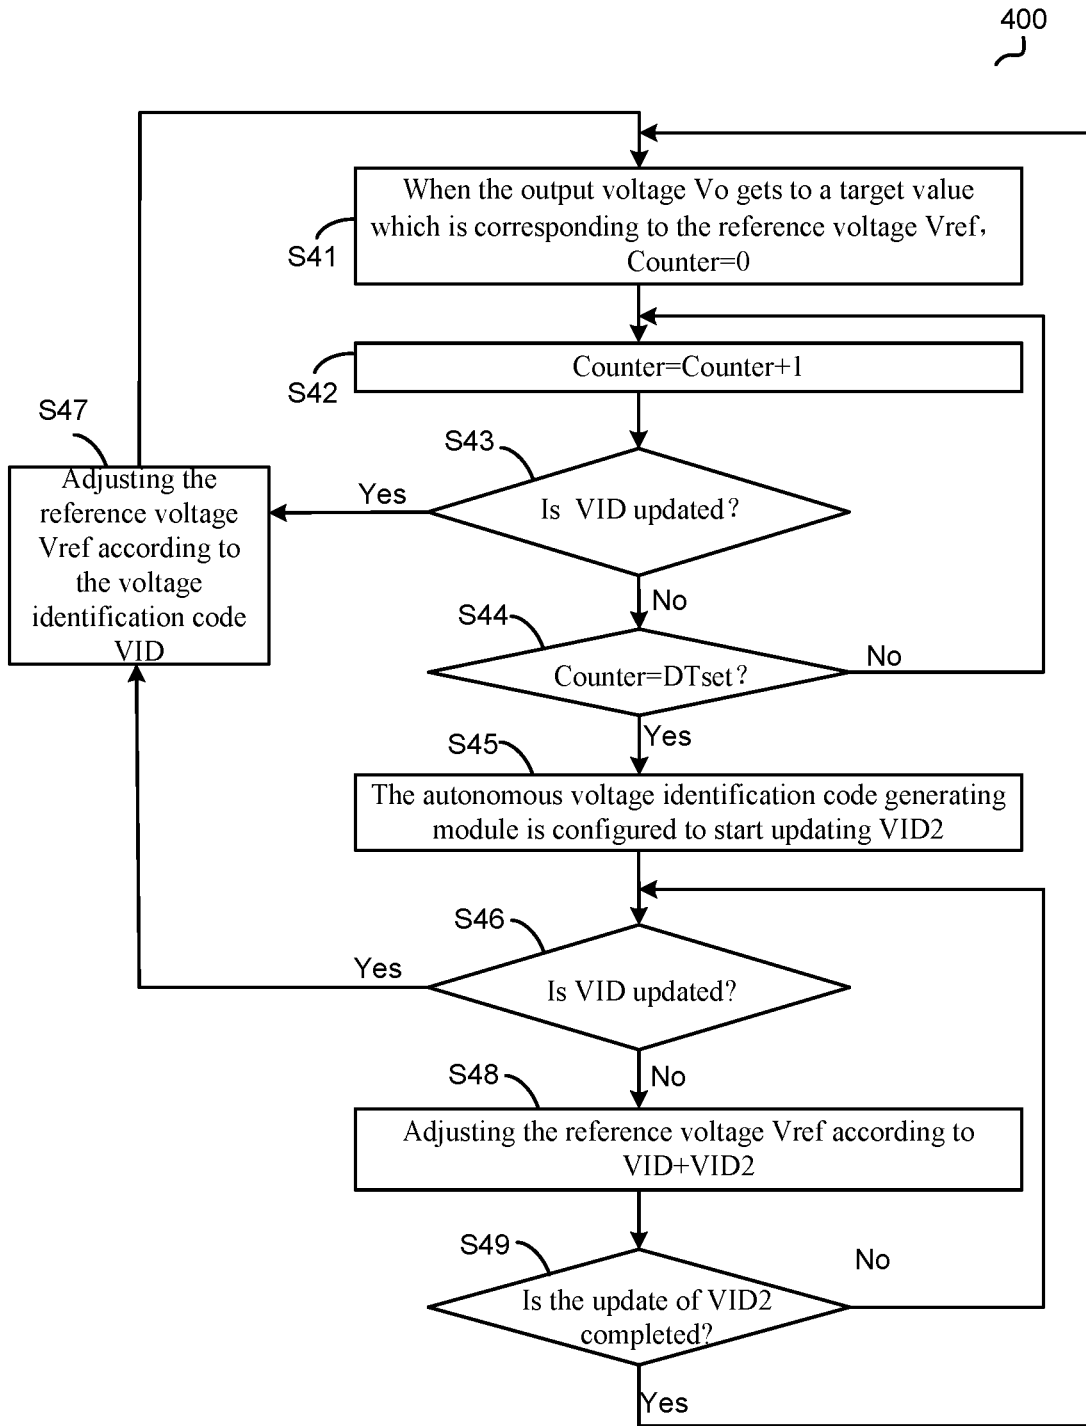 400
When the output voltage Vo gets to a target value
which is corresponding to the reference voltage Vref,
Counter=0
S41
Counter=Counter+1
S42
S47
Adjusting the
reference voltage
Vref according to
the voltage
identification code
VID
S43
Yes
Is VID updated?
No
S44
Counter=DTset?
No
Yes
S45
The autonomous voltage identification code generating
module is configured to start updating VID2
S46
Yes
Is VID updated?
No
S48
Adjusting the reference voltage Vref according to
VID+VID2
S49
No
Is the update of VID2
completed?
Yes